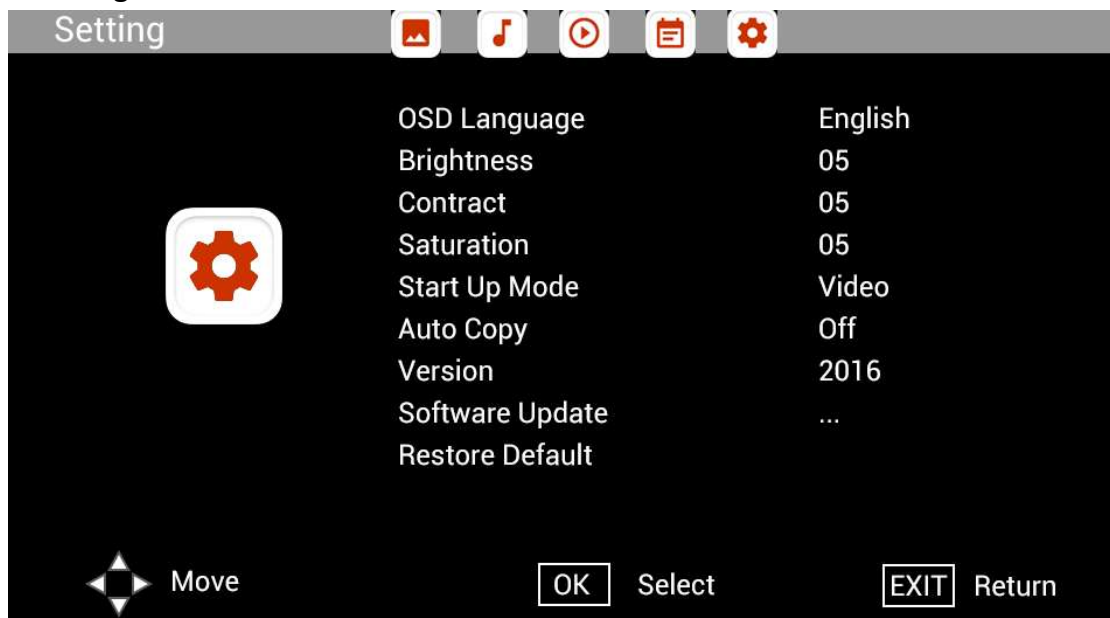 Setting
OSD Language English
Brightness 05
Contract 05
Saturation 05
Start Up Mode Video
Auto Copy Off
Version 2016
Software Update ...
Restore Default
Move OK Select EXIT Return